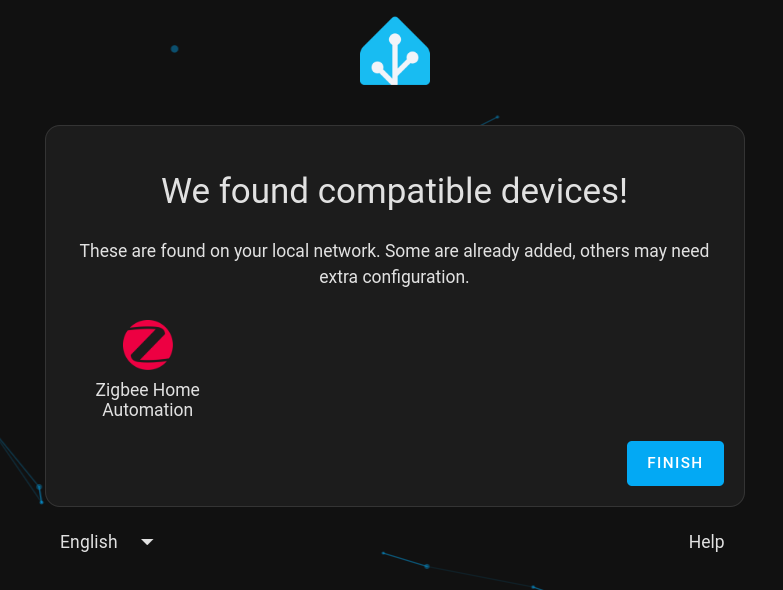 We found compatible devices!
These are found on your local network. Some are already added, others may need
extra configuration.
Zigbee Home
Automation
FINISH
English
Help